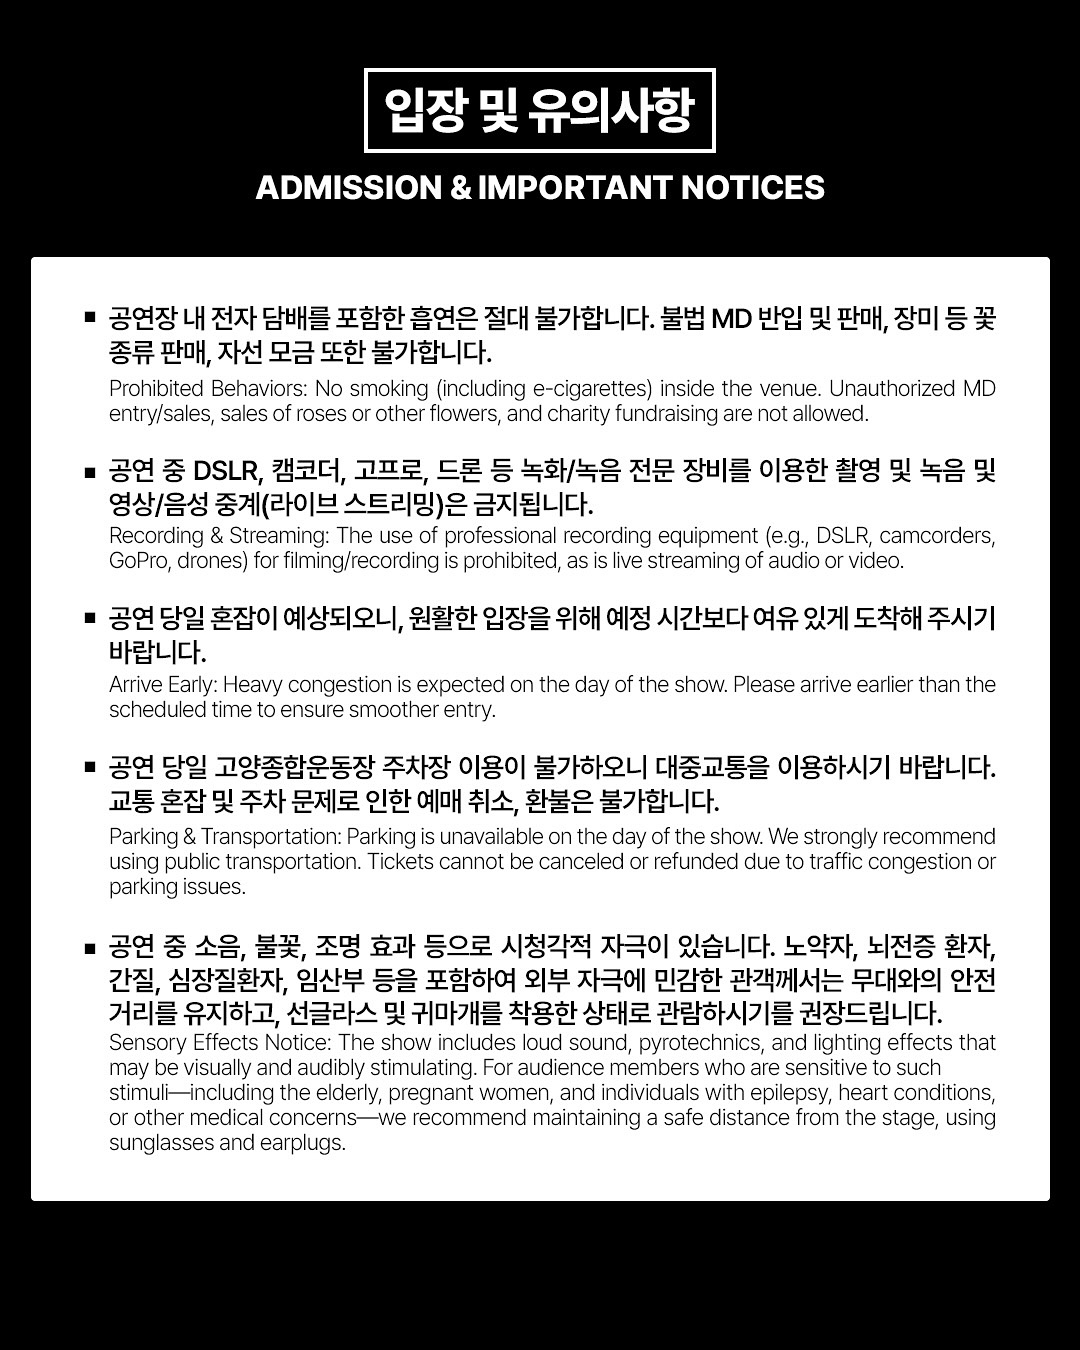 입장 및 유의사항
ADMISSION & IMPORTANT NOTICES
■ 공연장 내 전자 담배를 포함한 흡연은 절대 불가합니다. 불법 MD 반입 및 판매, 장미 등 꽃
종류 판매, 자선 모금 또한 불가합니다.
Prohibited Behaviors: No smoking (including e-cigarettes) inside the venue. Unauthorized MD
entry/sales, sales of roses or other flowers, and charity fundraising are not allowed.
■ 공연 중 DSLR, 캠코더, 고프로, 드론 등 녹화/녹음 전문 장비를 이용한 촬영 및 녹음 및
영상/음성 중계(라이브 스트리밍)은 금지됩니다.
Recording & Streaming: The use of professional recording equipment (e.g., DSLR, camcorders,
GoPro, drones) for filming/recording is prohibited, as is live streaming of audio or video.
■ 공연 당일 혼잡이 예상되오니, 원활한 입장을 위해 예정 시간보다 여유 있게 도착해 주시기
바랍니다.
Arrive Early: Heavy congestion is expected on the day of the show. Please arrive earlier than the
scheduled time to ensure smoother entry.
■ 공연 당일 고양종합운동장 주차장 이용이 불가하오니 대중교통을 이용하시기 바랍니다.
교통 혼잡 및 주차 문제로 인한 예매 취소, 환불은 불가합니다.
Parking & Transportation: Parking is unavailable on the day of the show. We strongly recommend
using public transportation. Tickets cannot be canceled or refunded due to traffic congestion or
parking issues.
■ 공연 중 소음, 불꽃, 조명 효과 등으로 시청각적 자극이 있습니다. 노약자, 뇌전증 환자,
간질, 심장질환자, 임산부 등을 포함하여 외부 자극에 민감한 관객께서는 무대와의 안전
거리를 유지하고, 선글라스 및 귀마개를 착용한 상태로 관람하시기를 권장드립니다.
Sensory Effects Notice: The show includes loud sound, pyrotechnics, and lighting effects that
may be visually and audibly stimulating. For audience members who are sensitive to such
stimuli—including the elderly, pregnant women, and individuals with epilepsy, heart conditions,
or other medical concerns—we recommend maintaining a safe distance from the stage, using
sunglasses and earplugs.